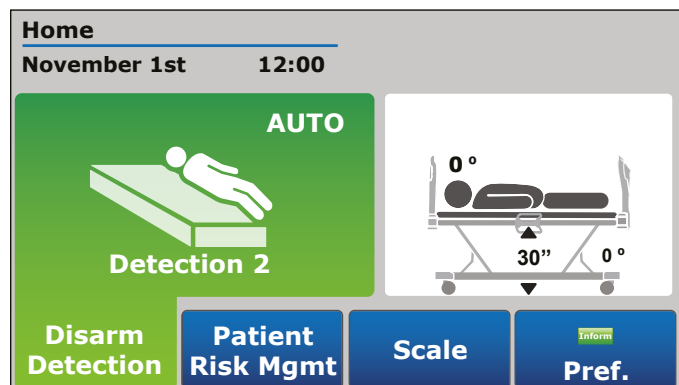 Home
November 1st 12:00
AUTO
Detection 2
0 º
30”
0 º
Disarm
Detection
Patient
Risk Mgmt
Scale
Inform
Pref.